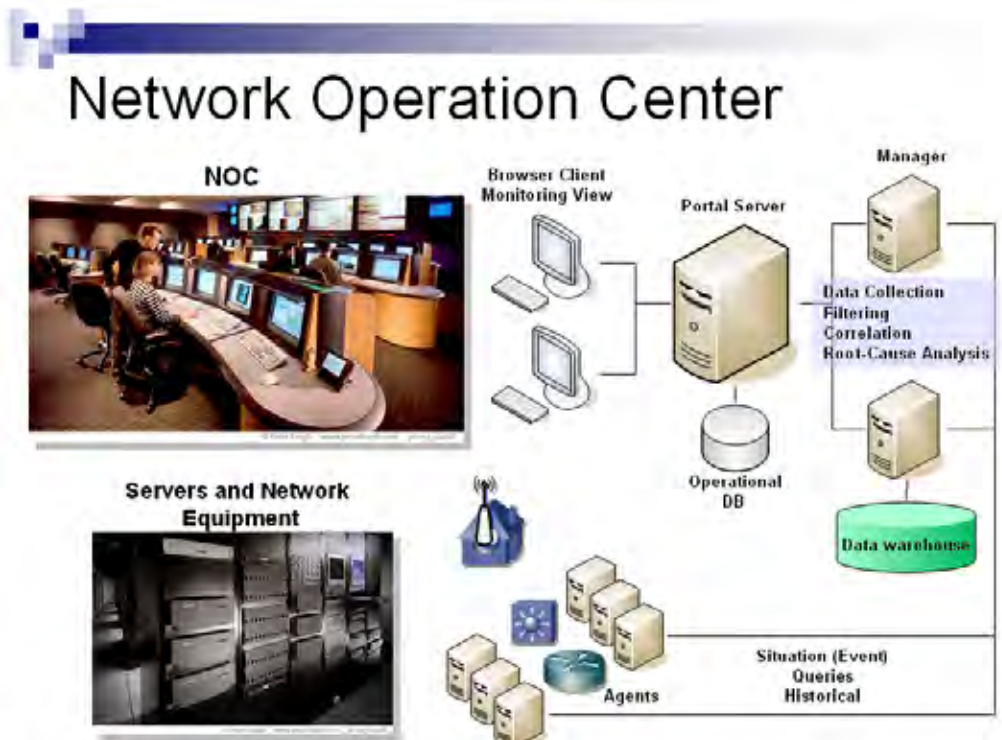 Network Operation Center
NOC
Browser Client
Monitoring View
Portal Server
Manager
Data Collection
Filtering
Correlation
Root-Cause Analysis
Operational
DB
Data warehouse
Servers and Network
Equipment
Agents
Situation (Event)
Queries
Historical